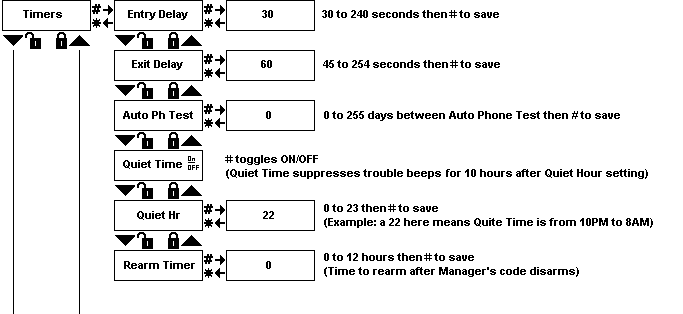 Timers # → * ← Entry Delay # → * ← 30 30 to 240 seconds then # to save
Exit Delay # → * ← 60 45 to 254 seconds then # to save
Auto Ph Test # → * ← 0 0 to 255 days between Auto Phone Test then # to save
Quiet Time On OFF # toggles ON/OFF
(Quiet Time suppresses trouble beeps for 10 hours after Quiet Hour setting)
Quiet Hr # → * ← 22 0 to 23 then # to save
(Example: a 22 here means Quite Time is from 10PM to 8AM)
Rearm Timer # → * ← 0 0 to 12 hours then # to save
(Time to rearm after Manager's code disarms)